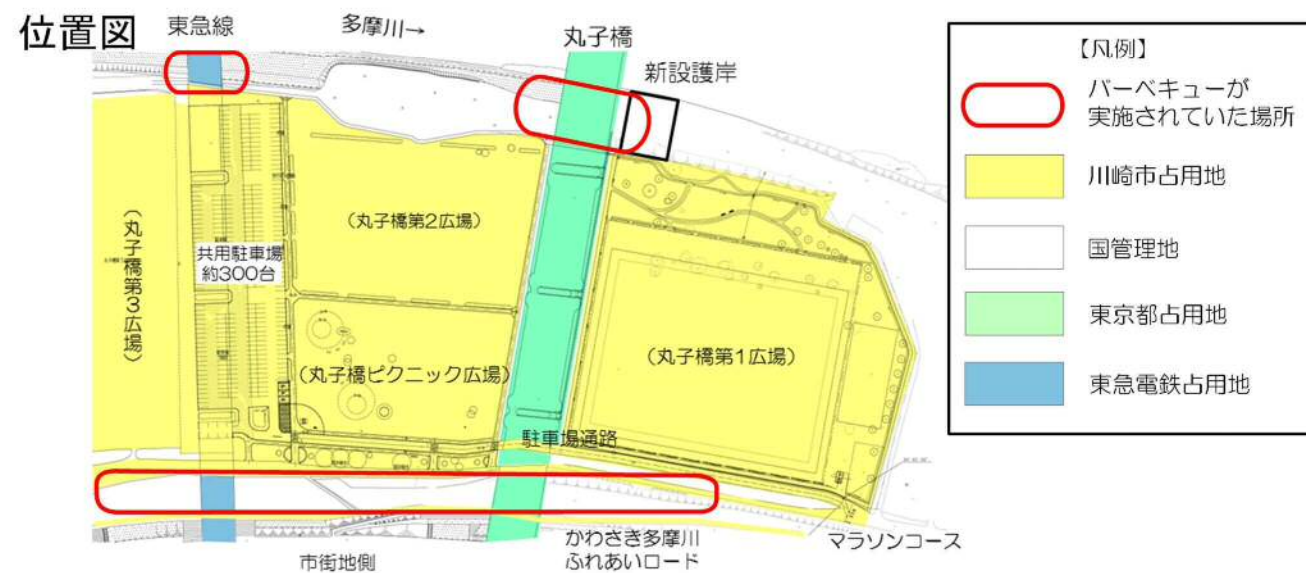 位置図
東急線
多摩川→
丸子橋
新設護岸
(丸子橋第3広場)
共用駐車場
約300台
(丸子橋第2広場)
(丸子橋ピクニック広場)
(丸子橋第1広場)
駐車場通路
かわさき多摩川
ふれあいロード
マラソンコース
市街地側
【凡例】
バーベキューが
実施されていた場所
川崎市占用地
国管理地
東京都占用地
東急電鉄占用地